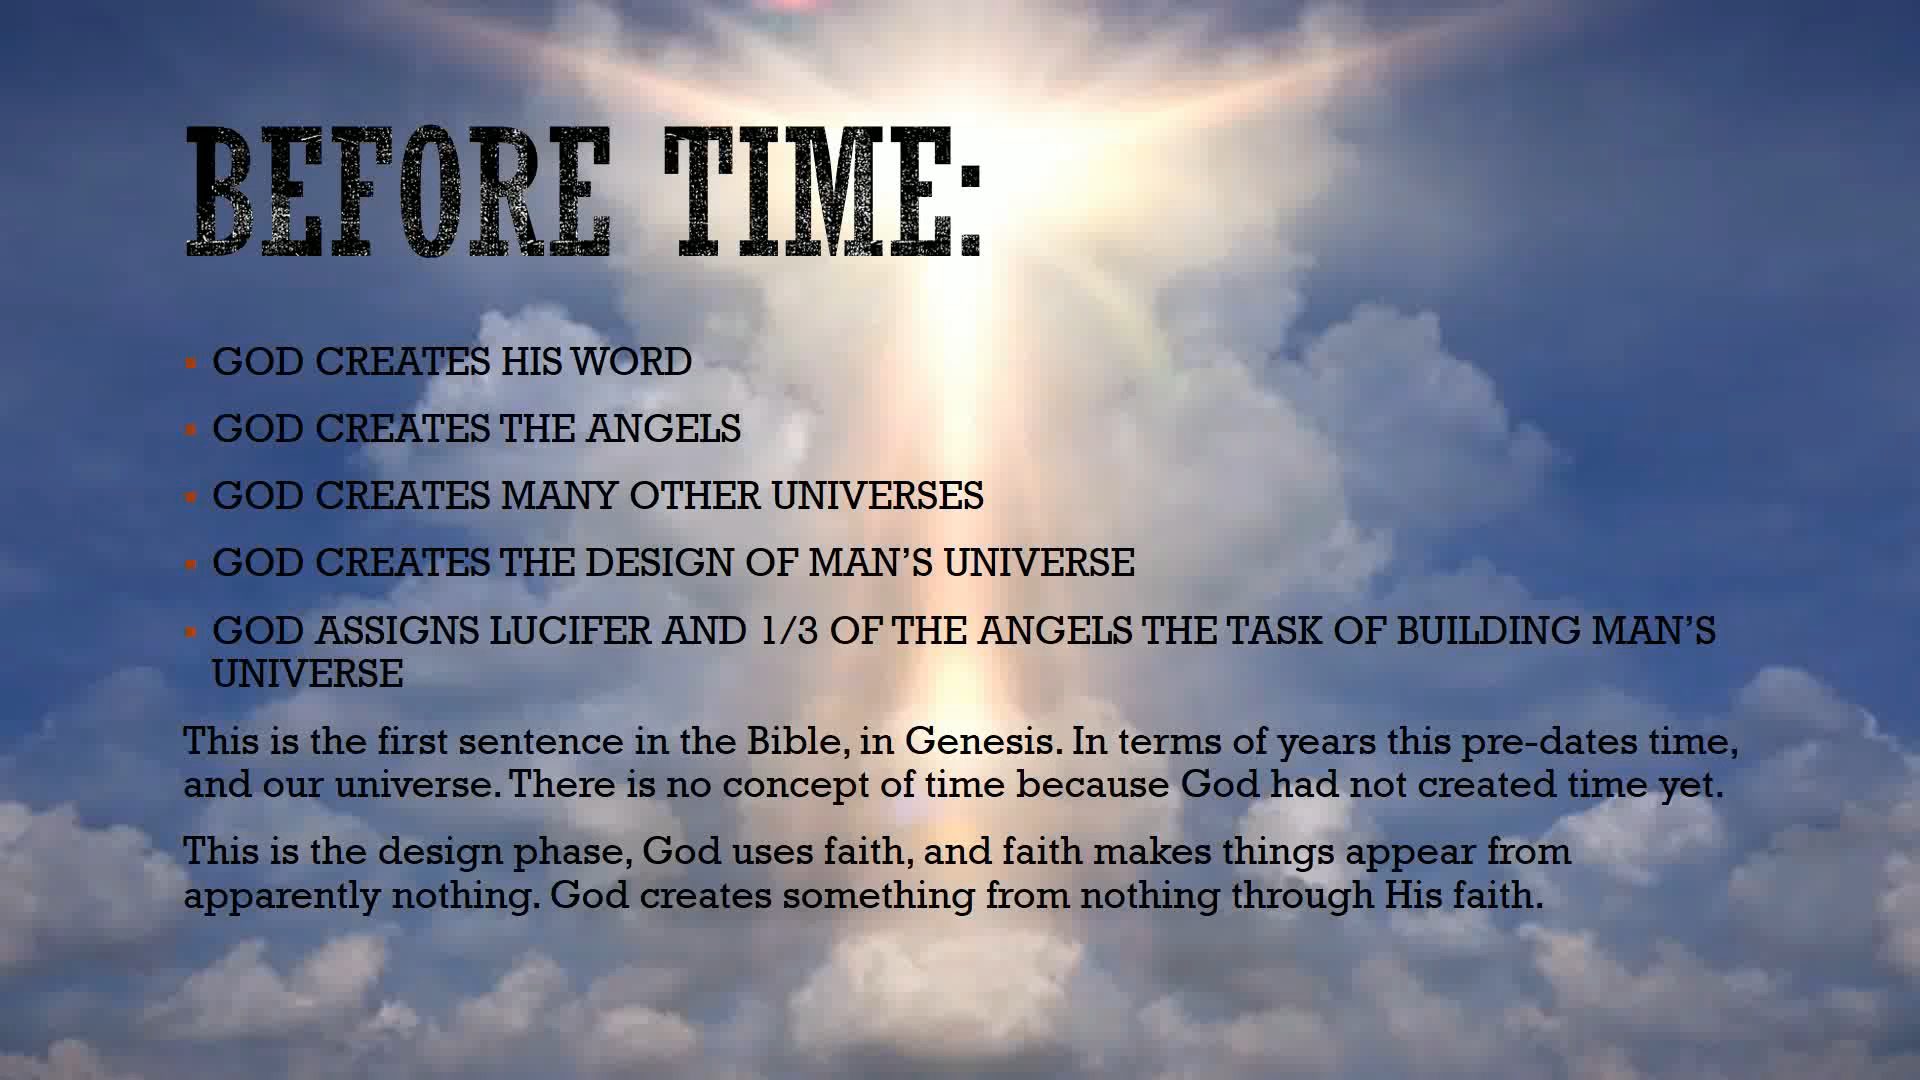 BEFORE TIME:
▪ GOD CREATES HIS WORD
▪ GOD CREATES THE ANGELS
▪ GOD CREATES MANY OTHER UNIVERSES
▪ GOD CREATES THE DESIGN OF MAN’S UNIVERSE
▪ GOD ASSIGNS LUCIFER AND 1/3 OF THE ANGELS THE TASK OF BUILDING MAN’S
UNIVERSE
This is the first sentence in the Bible, in Genesis. In terms of years this pre-dates time,
and our universe. There is no concept of time because God had not created time yet.
This is the design phase, God uses faith, and faith makes things appear from
apparently nothing. God creates something from nothing through His faith.